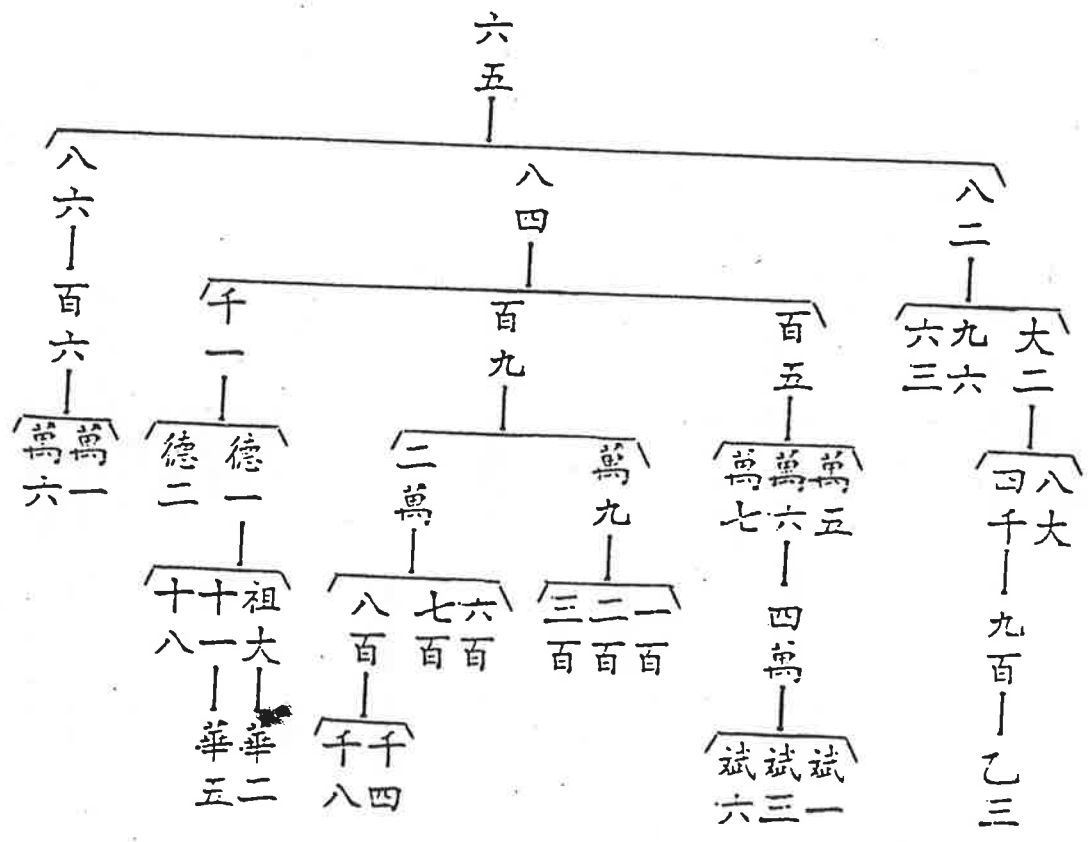 六五
八二
八四
八六
大二
九六
六三
百五
百九
千一
百六
八大
四千
萬五
萬六
萬七
萬九
二萬
德一
德二
萬一
萬六
九百
四萬
一百
二百
三百
六百
七百
八百
祖大
十一
十八
乙三
斌一
斌三
斌六
千四
千八
華二
華五